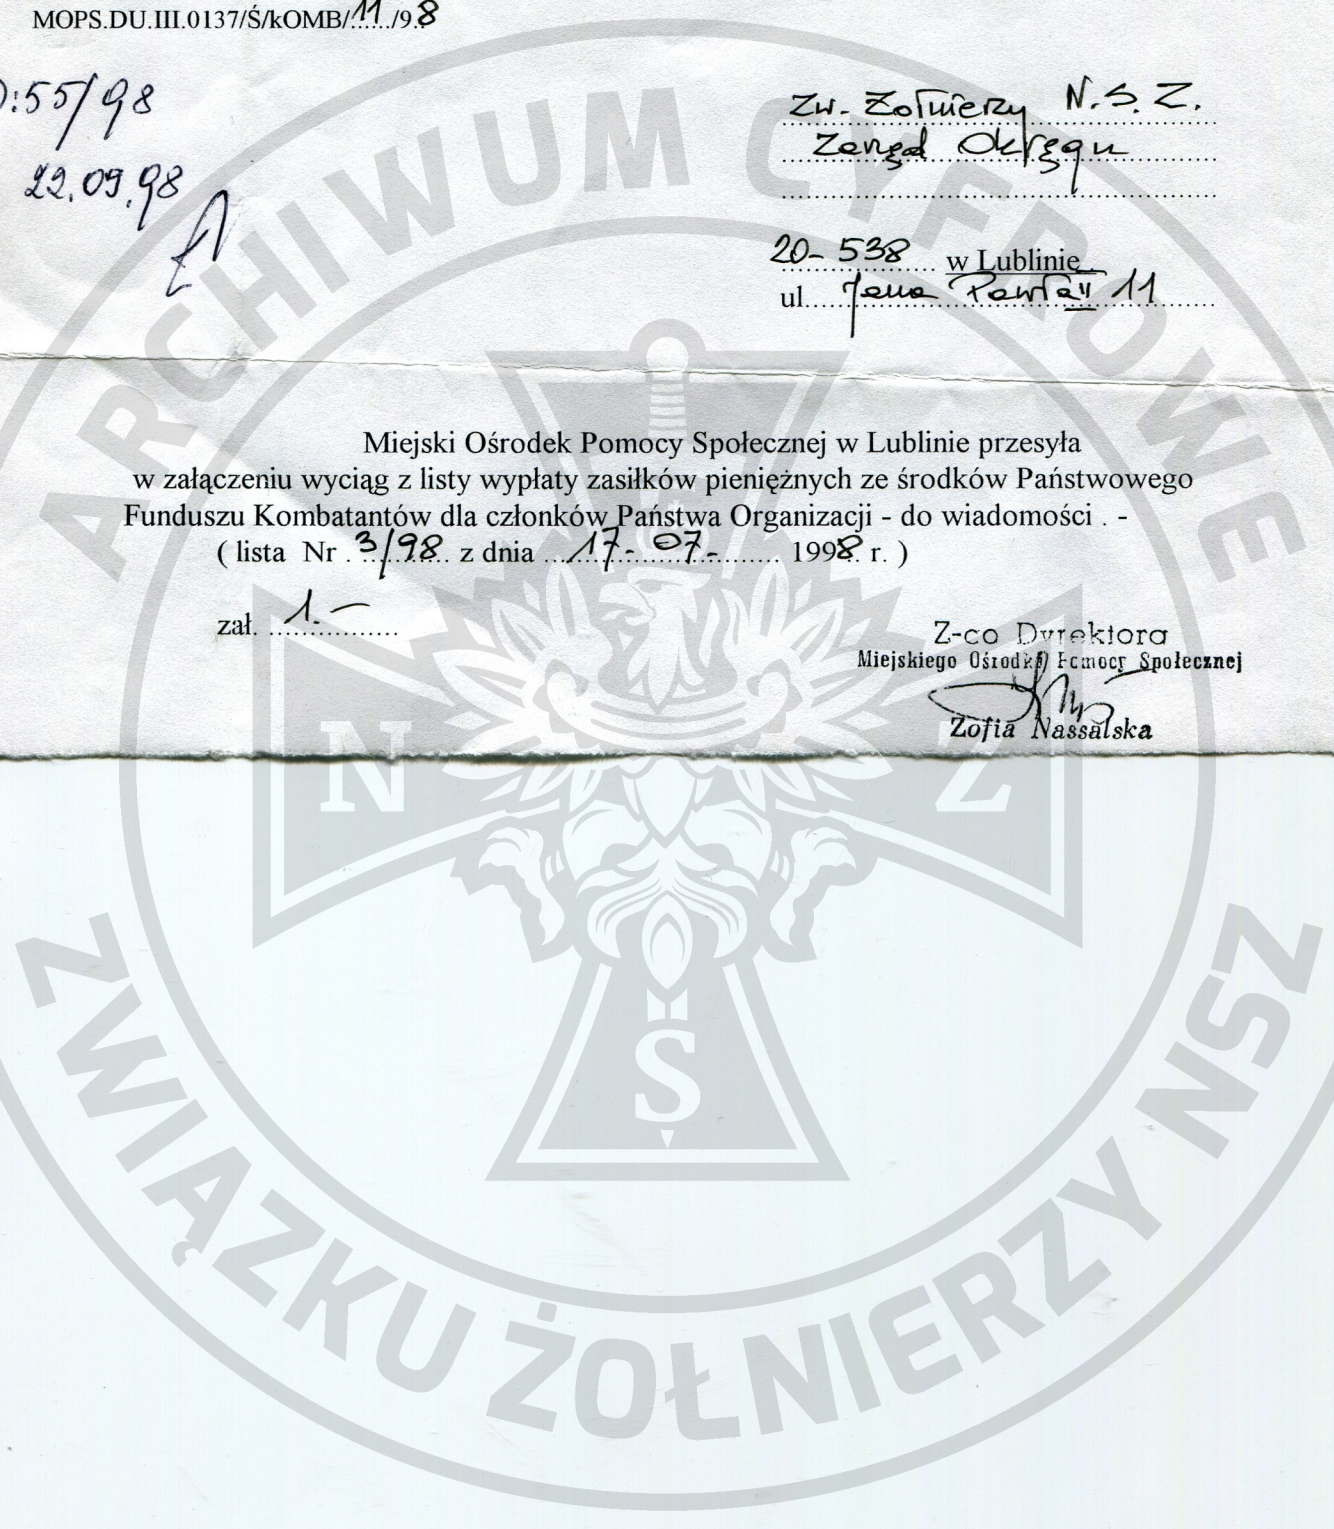 MOPS.DU.III.0137/Ś/kOMB/11/98
:55/98
22.09.98
Zw. Żołnierzy N.S.Z.
Zarząd Okręgu
20-538 w Lublinie
ul. Jana Pawła II 11
Miejski Ośrodek Pomocy Społecznej w Lublinie przesyła
w załączeniu wyciąg z listy wypłaty zasiłków pieniężnych ze środków Państwowego
Funduszu Kombatantów dla członków Państwa Organizacji - do wiadomości . -
( lista Nr . 3/98 z dnia 17-07- 1998 r. )
zał. 1.-
Z-co Dyrektora
Miejskiego Ośrodka Pomocy Społecznej
Zofia Nassalska
ARCHIWUM CYFROWE
ZWIĄZKU ŻOŁNIERZY NSZ
N Z
S